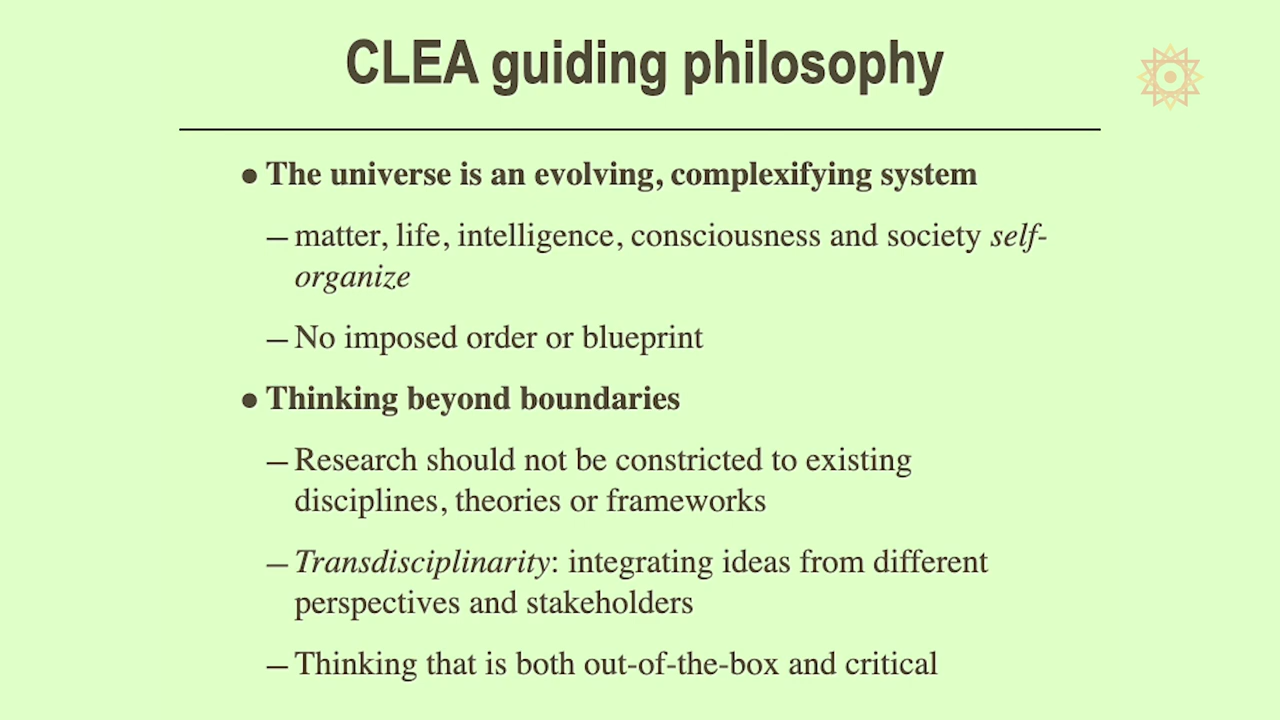 CLEA guiding philosophy
● The universe is an evolving, complexifying system
– matter, life, intelligence, consciousness and society self-
organize
– No imposed order or blueprint
● Thinking beyond boundaries
– Research should not be constricted to existing
disciplines, theories or frameworks
– Transdisciplinarity: integrating ideas from different
perspectives and stakeholders
– Thinking that is both out-of-the-box and critical